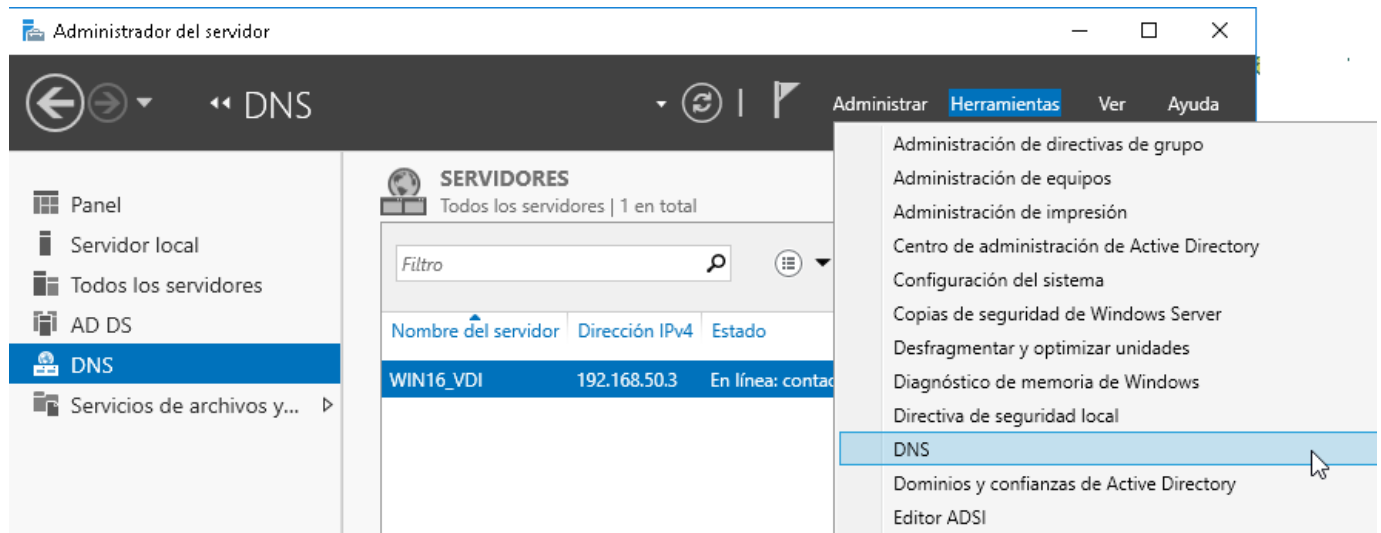 Administrador del servidor
DNS
Administrar Herramientas Ver Ayuda
Panel
Servidor local
Todos los servidores
AD DS
DNS
Servicios de archivos y...
SERVIDORES
Todos los servidores | 1 en total
Filtro
Nombre del servidor Dirección IPv4 Estado
WIN16_VDI 192.168.50.3 En línea: contac
Administración de directivas de grupo
Administración de equipos
Administración de impresión
Centro de administración de Active Directory
Configuración del sistema
Copias de seguridad de Windows Server
Desfragmentar y optimizar unidades
Diagnóstico de memoria de Windows
Directiva de seguridad local
DNS
Dominios y confianzas de Active Directory
Editor ADSI